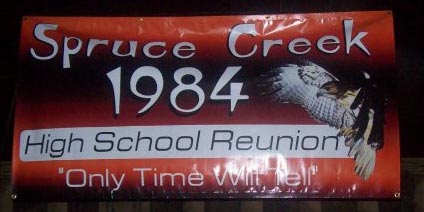 Spruce Creek
1984
High School Reunion
"Only Time Will Tell"